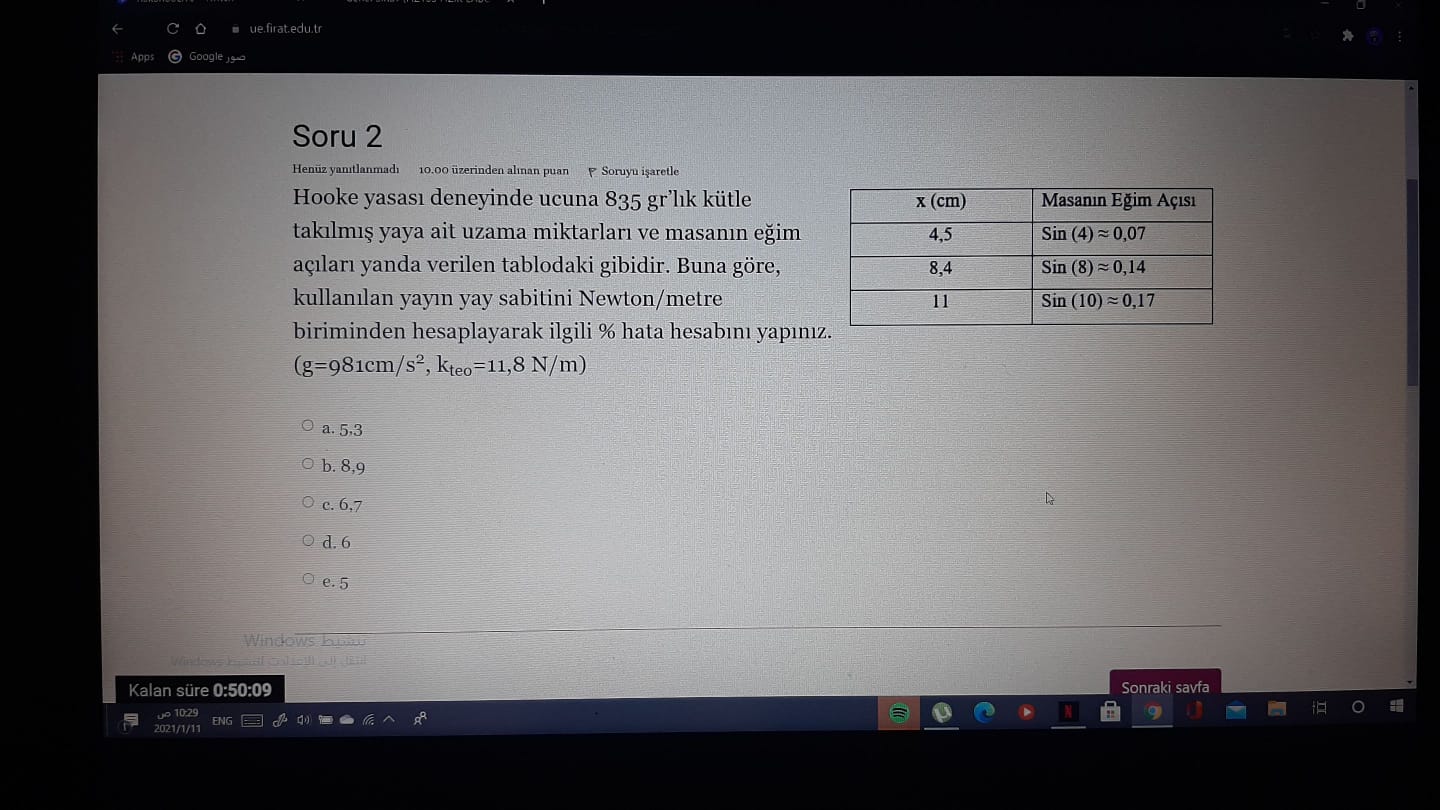 ue.firat.edu.tr
Apps
Google صور
Soru 2
Henüz yanıtlanmadı 10.00 üzerinden alınan puan Soruyu işaretle
Hooke yasası deneyinde ucuna 835 gr'lık kütle
takılmış yaya ait uzama miktarları ve masanın eğim
açıları yanda verilen tablodaki gibidir. Buna göre,
kullanılan yayın yay sabitini Newton/metre
biriminden hesaplayarak ilgili % hata hesabını yapınız.
(g=981cm/s², kteo=11,8 N/m)
x (cm) Masanın Eğim Açısı
4,5 Sin (4) ≈ 0,07
8,4 Sin (8) ≈ 0,14
11 Sin (10) ≈ 0,17
a. 5,3
b. 8,9
c. 6,7
d. 6
e. 5
تنشيط Windows
انتقل إلى الإعدادات لتنشيط Windows
Kalan süre 0:50:09
Sonraki sayfa
10:29 ص
2021/1/11
ENG